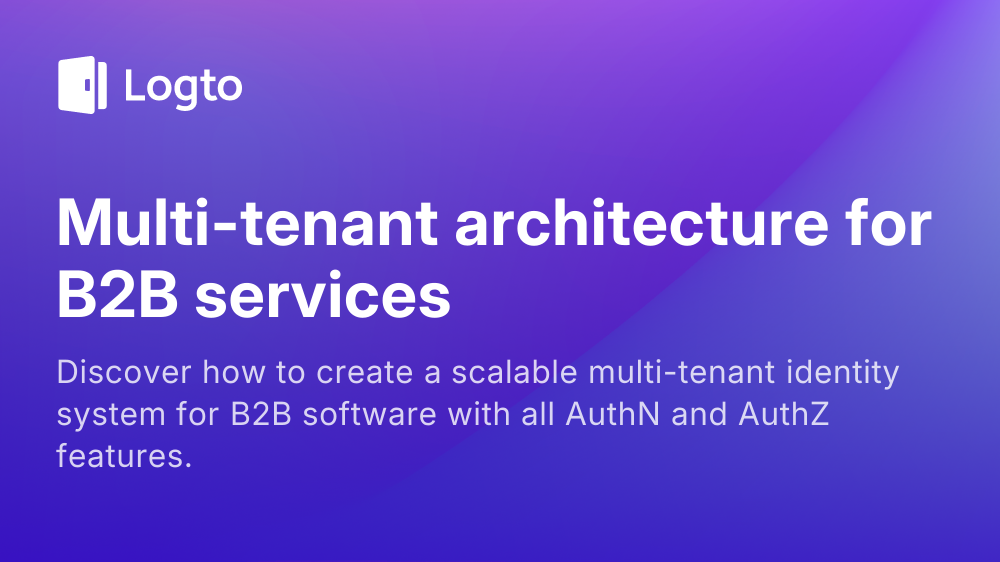 Logto
Multi-tenant architecture for
B2B services
Discover how to create a scalable multi-tenant identity
system for B2B software with all AuthN and AuthZ
features.